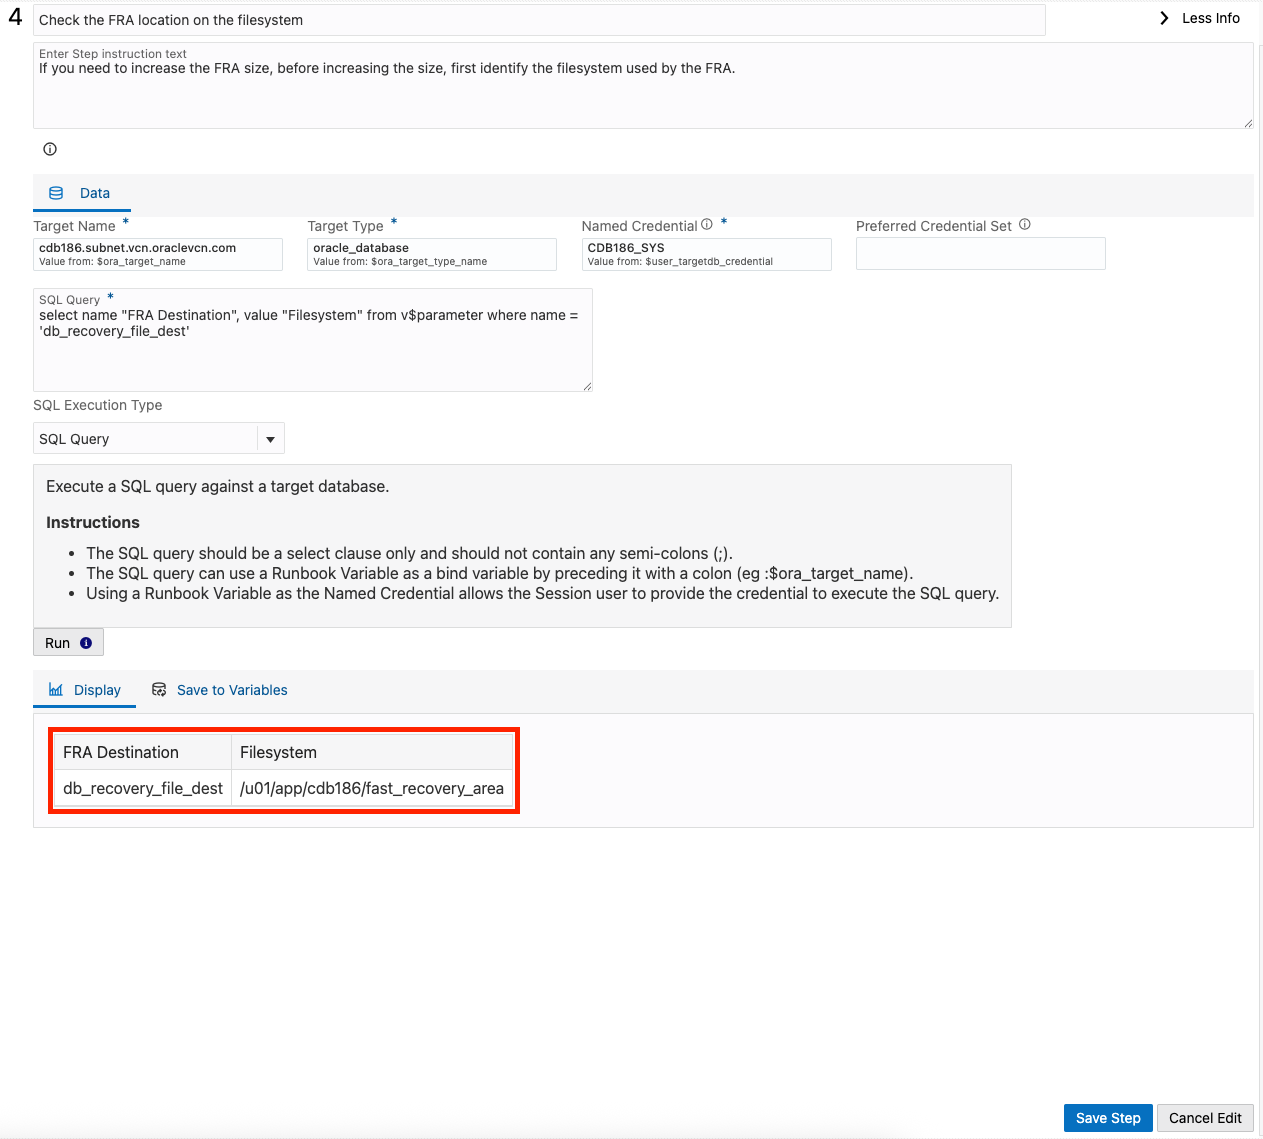 4
Check the FRA location on the filesystem
Less Info
Enter Step instruction text
If you need to increase the FRA size, before increasing the size, first identify the filesystem used by the FRA.
Data
Target Name *
Target Type *
Named Credential *
Preferred Credential Set
cdb186.subnet.vcn.oraclevcn.com
Value from: $ora_target_name
oracle_database
Value from: $ora_target_type_name
CDB186_SYS
Value from: $user_targetdb_credential
SQL Query *
select name "FRA Destination", value "Filesystem" from v$parameter where name =
'db_recovery_file_dest'
SQL Execution Type
SQL Query
Execute a SQL query against a target database.
Instructions
• The SQL query should be a select clause only and should not contain any semi-colons (;).
• The SQL query can use a Runbook Variable as a bind variable by preceding it with a colon (eg :$ora_target_name).
• Using a Runbook Variable as the Named Credential allows the Session user to provide the credential to execute the SQL query.
Run
Display
Save to Variables
FRA Destination
Filesystem
db_recovery_file_dest
/u01/app/cdb186/fast_recovery_area
Save Step
Cancel Edit